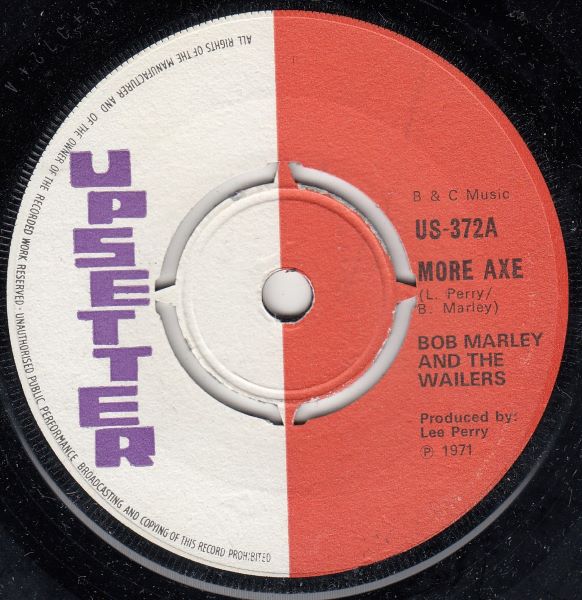 ALL RIGHTS OF THE MANUFACTURER AND OF THE OWNER OF THE RECORDED WORK RESERVED · UNAUTHORISED PUBLIC PERFORMANCE BROADCASTING AND COPYING OF THIS RECORD PROHIBITED
UPSETTER
B & C Music
US-372A
MORE AXE
(L. Perry/
B. Marley)
BOB MARLEY
AND THE
WAILERS
Produced by:
Lee Perry
℗ 1971